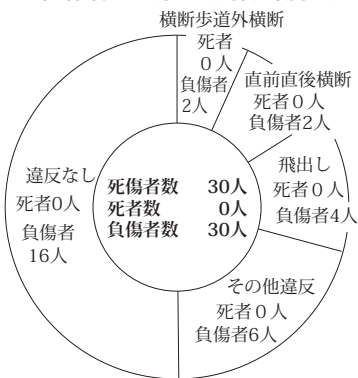 横断歩道外横断
死者
0人
負傷者
2人
直前直後横断
死者0人
負傷者2人
飛出し
死者0人
負傷者4人
その他違反
死者0人
負傷者6人
違反なし
死者0人
負傷者
16人
死傷者数 30人
死者数 0人
負傷者数 30人